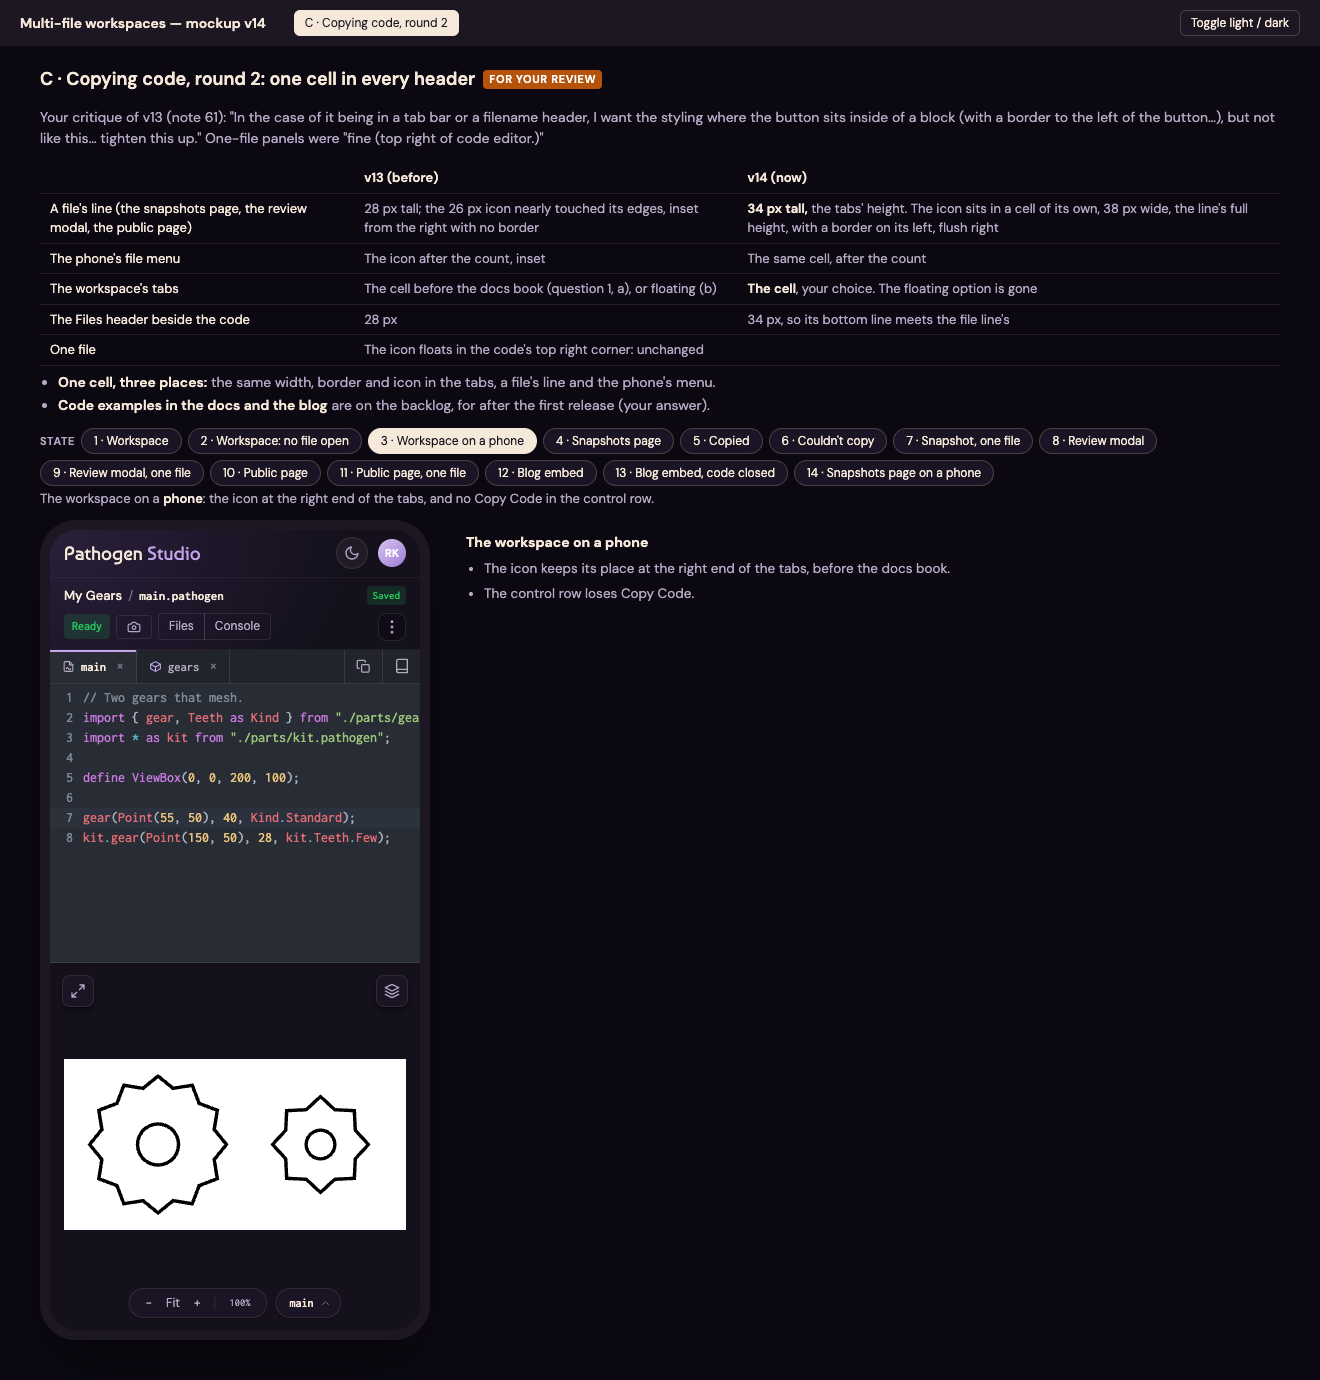 Multi-file workspaces — mockup v14
C · Copying code, round 2
Toggle light / dark
C · Copying code, round 2: one cell in every header
FOR YOUR REVIEW
Your critique of v13 (note 61): "In the case of it being in a tab bar or a filename header, I want the styling where the button sits inside of a block (with a border to the left of the button…), but not
like this… tighten this up." One-file panels were "fine (top right of code editor.)"
v13 (before)
v14 (now)
A file's line (the snapshots page, the review
modal, the public page)
28 px tall; the 26 px icon nearly touched its edges, inset
from the right with no border
34 px tall, the tabs' height. The icon sits in a cell of its own, 38 px wide, the line's full
height, with a border on its left, flush right
The phone's file menu
The icon after the count, inset
The same cell, after the count
The workspace's tabs
The cell before the docs book (question 1, a), or floating (b)
The cell, your choice. The floating option is gone
The Files header beside the code
28 px
34 px, so its bottom line meets the file line's
One file
The icon floats in the code's top right corner: unchanged
• One cell, three places: the same width, border and icon in the tabs, a file's line and the phone's menu.
• Code examples in the docs and the blog are on the backlog, for after the first release (your answer).
STATE
1 · Workspace
2 · Workspace: no file open
3 · Workspace on a phone
4 · Snapshots page
5 · Copied
6 · Couldn't copy
7 · Snapshot, one file
8 · Review modal
9 · Review modal, one file
10 · Public page
11 · Public page, one file
12 · Blog embed
13 · Blog embed, code closed
14 · Snapshots page on a phone
The workspace on a phone: the icon at the right end of the tabs, and no Copy Code in the control row.
Pathogen Studio
RK
My Gears / main.pathogen
Saved
Ready
Files
Console
main ×
gears ×
1 // Two gears that mesh.
2 import { gear, Teeth as Kind } from "./parts/gea
3 import * as kit from "./parts/kit.pathogen";
4
5 define ViewBox(0, 0, 200, 100);
6
7 gear(Point(55, 50), 40, Kind.Standard);
8 kit.gear(Point(150, 50), 28, kit.Teeth.Few);
− Fit + 100%
main
The workspace on a phone
• The icon keeps its place at the right end of the tabs, before the docs book.
• The control row loses Copy Code.